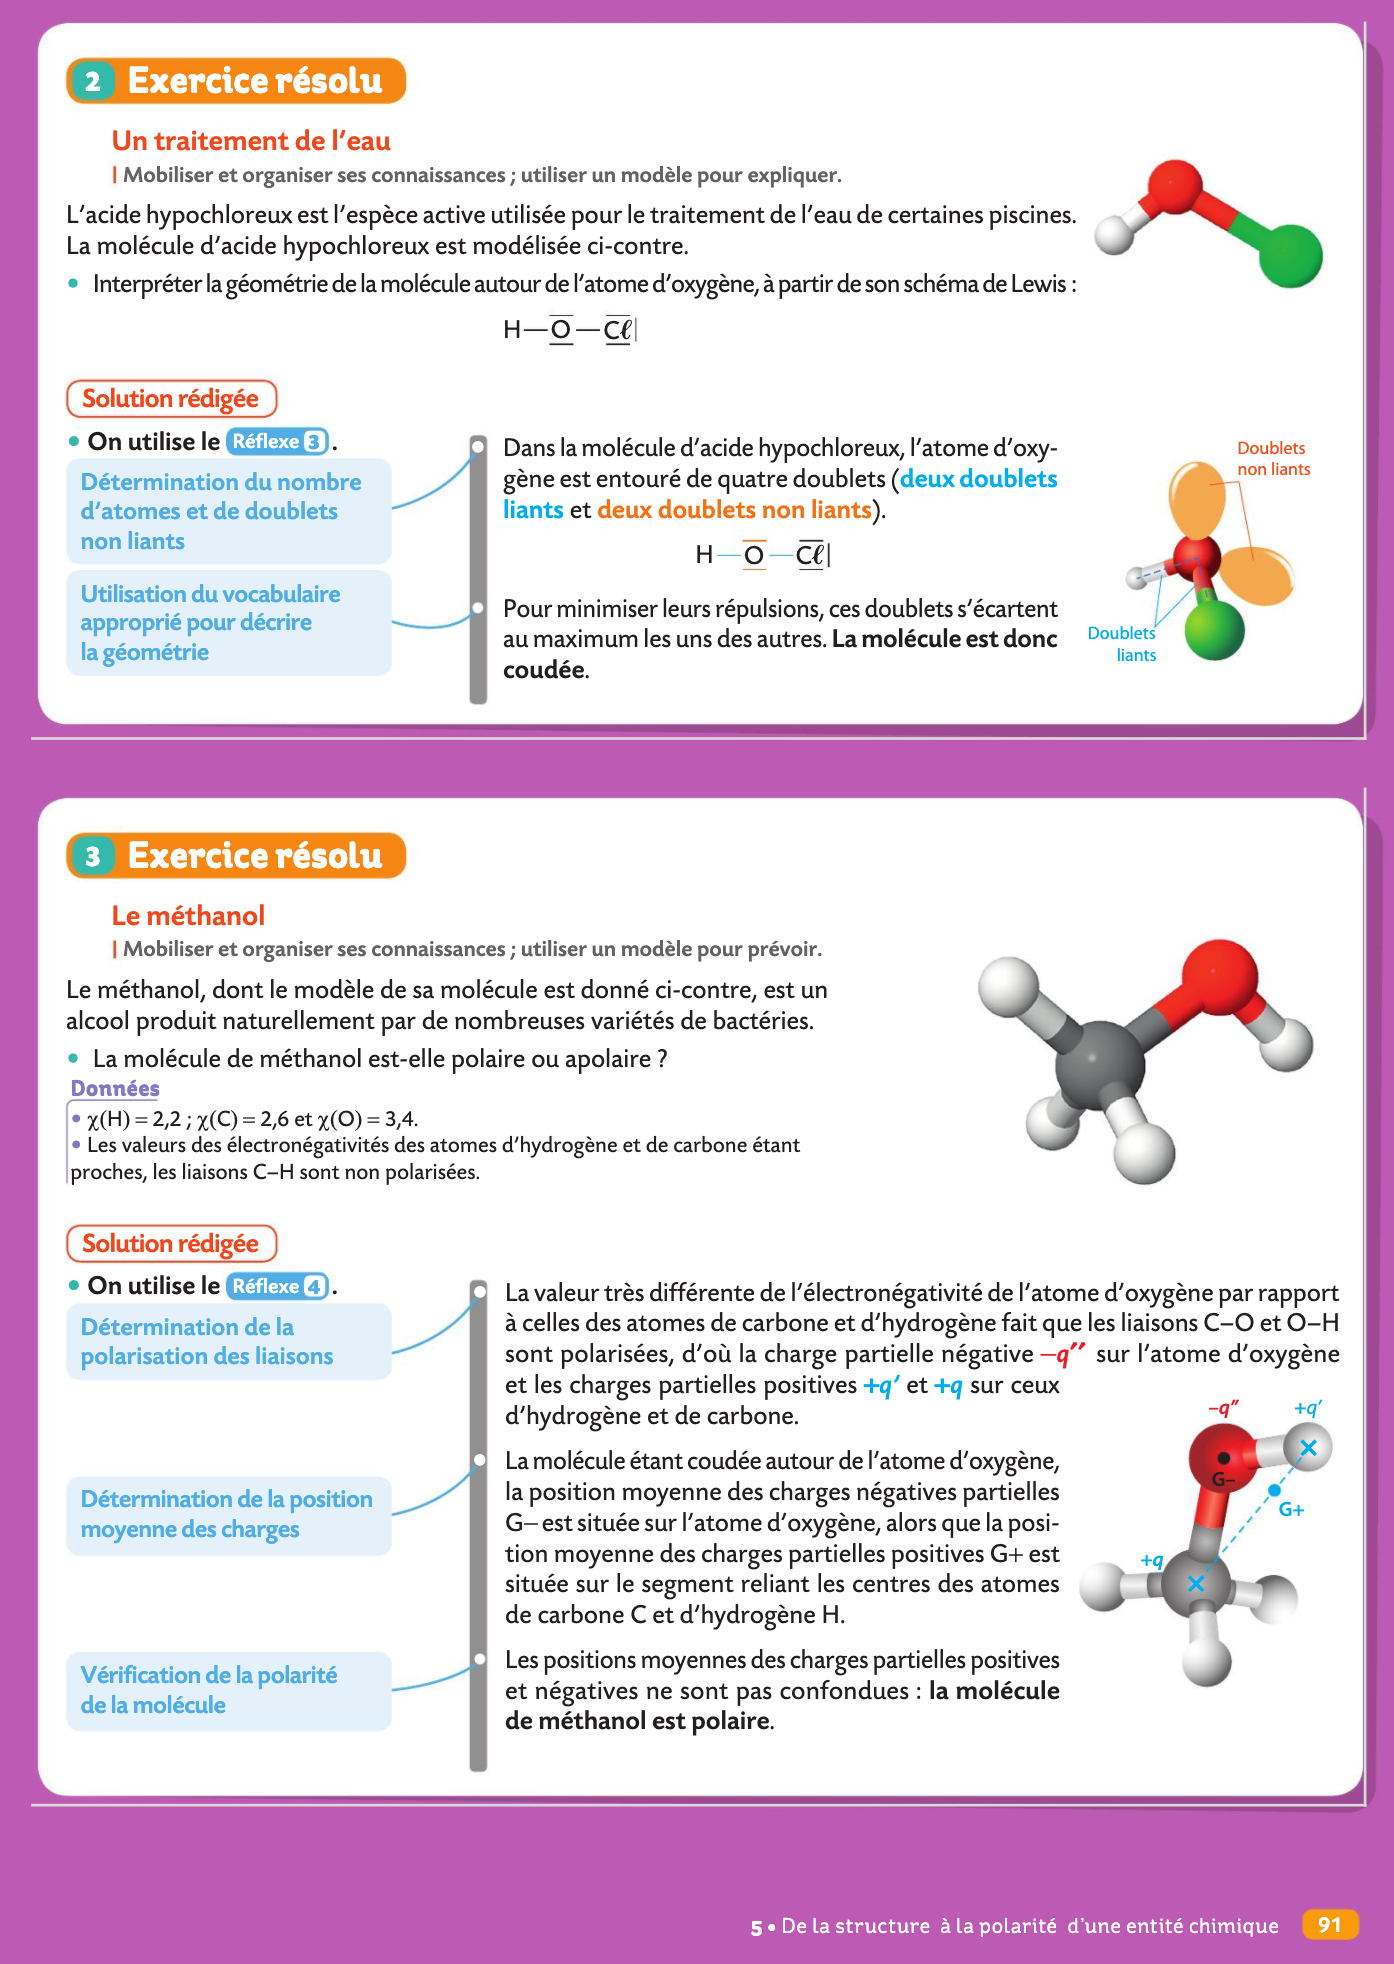 2 Exercice résolu
Un traitement de l'eau
| Mobiliser et organiser ses connaissances ; utiliser un modèle pour expliquer.
L'acide hypochloreux est l'espèce active utilisée pour le traitement de l'eau de certaines piscines.
La molécule d'acide hypochloreux est modélisée ci-contre.
• Interpréter la géométrie de la molécule autour de l'atome d'oxygène, à partir de son schéma de Lewis :
H—O—Cℓ|
Solution rédigée
• On utilise le Réflexe 3 .
Détermination du nombre
d'atomes et de doublets
non liants
Utilisation du vocabulaire
approprié pour décrire
la géométrie
Dans la molécule d'acide hypochloreux, l'atome d'oxy-
gène est entouré de quatre doublets (deux doublets
liants et deux doublets non liants).
H—O—Cℓ|
Pour minimiser leurs répulsions, ces doublets s'écartent
au maximum les uns des autres. La molécule est donc
coudée.
Doublets
non liants
Doublets
liants
3 Exercice résolu
Le méthanol
| Mobiliser et organiser ses connaissances ; utiliser un modèle pour prévoir.
Le méthanol, dont le modèle de sa molécule est donné ci-contre, est un
alcool produit naturellement par de nombreuses variétés de bactéries.
• La molécule de méthanol est-elle polaire ou apolaire ?
Données
• χ(H) = 2,2 ; χ(C) = 2,6 et χ(O) = 3,4.
• Les valeurs des électronégativités des atomes d'hydrogène et de carbone étant
proches, les liaisons C–H sont non polarisées.
Solution rédigée
• On utilise le Réflexe 4 .
Détermination de la
polarisation des liaisons
Détermination de la position
moyenne des charges
Vérification de la polarité
de la molécule
La valeur très différente de l'électronégativité de l'atome d'oxygène par rapport
à celles des atomes de carbone et d'hydrogène fait que les liaisons C–O et O–H
sont polarisées, d'où la charge partielle négative –q″ sur l'atome d'oxygène
et les charges partielles positives +q′ et +q sur ceux
d'hydrogène et de carbone.
La molécule étant coudée autour de l'atome d'oxygène,
la position moyenne des charges négatives partielles
G– est située sur l'atome d'oxygène, alors que la posi-
tion moyenne des charges partielles positives G+ est
située sur le segment reliant les centres des atomes
de carbone C et d'hydrogène H.
Les positions moyennes des charges partielles positives
et négatives ne sont pas confondues : la molécule
de méthanol est polaire.
–q″ +q′
G–
G+
+q
5 • De la structure à la polarité d'une entité chimique 91